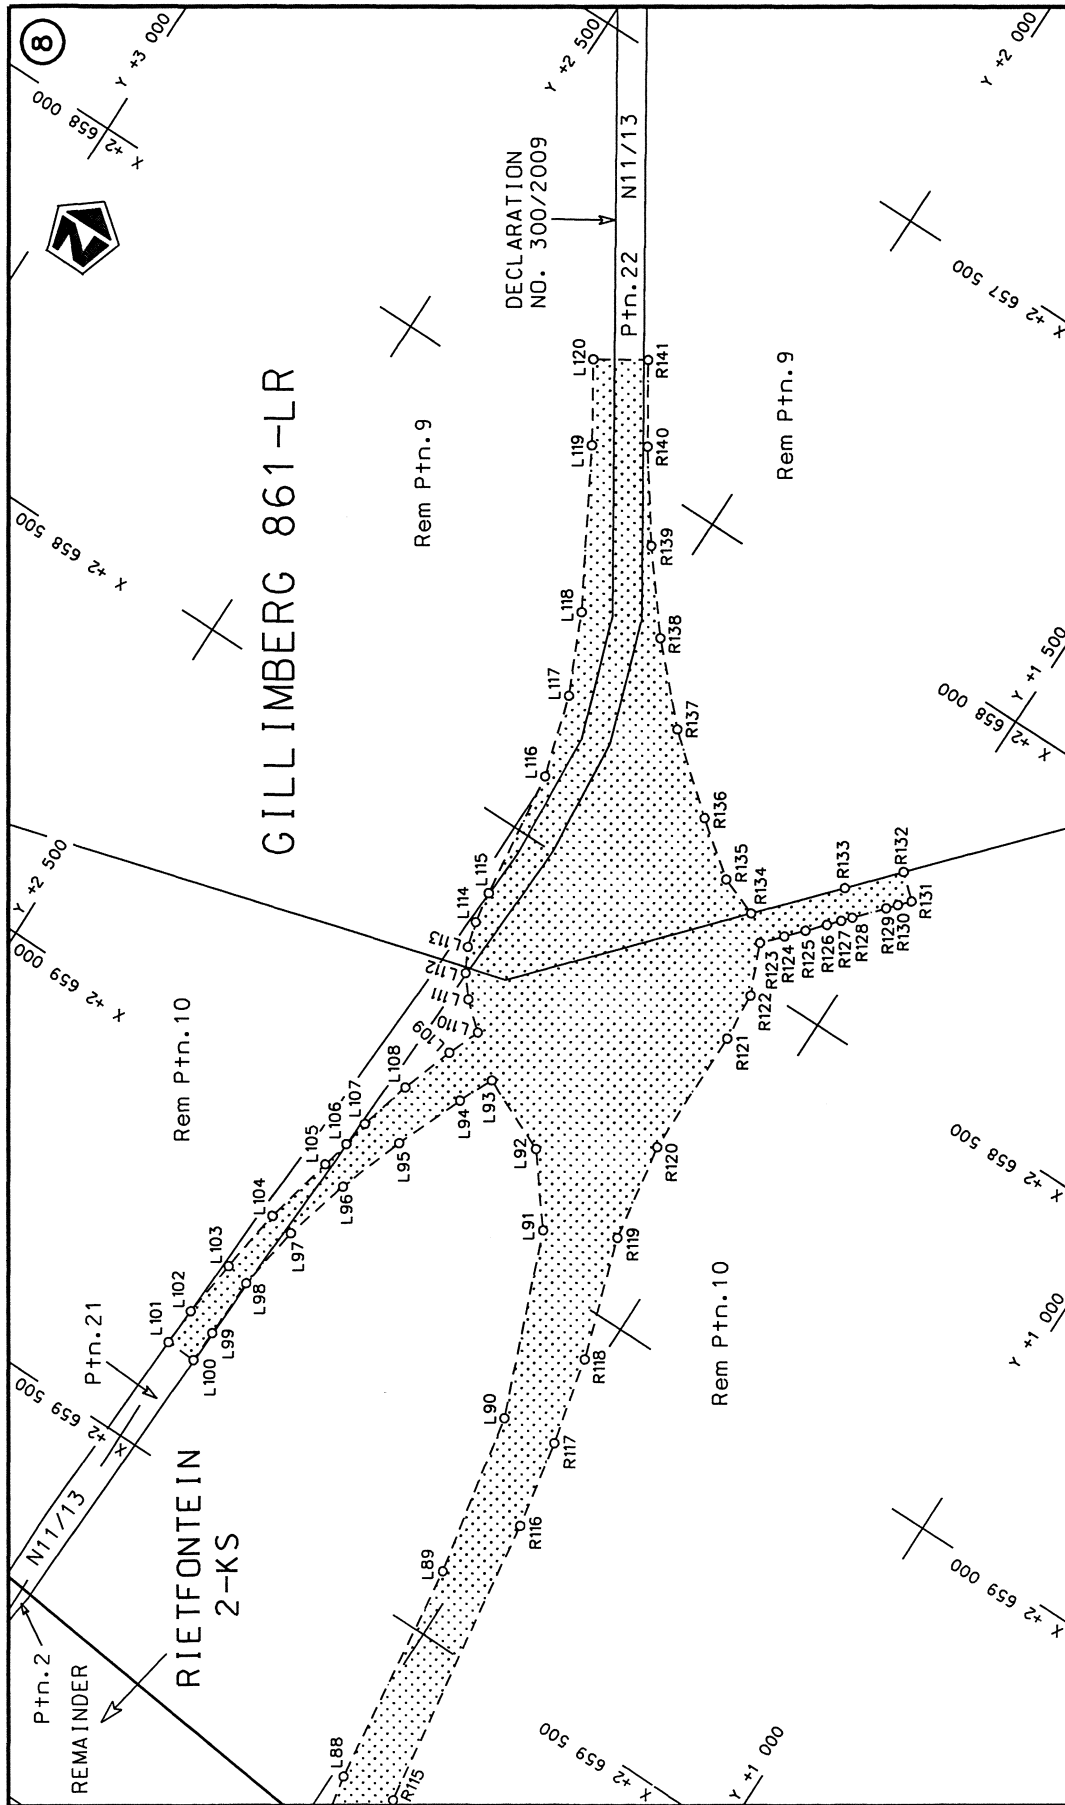 8
X +2 658 000
Y +3 000
Y +2 500
Y +2 000
N
DECLARATION
NO. 300/2009
N11/13
Ptn.22
X +2 657 500
GILLIMBERG 861-LR
Rem Ptn.9
Rem Ptn.9
X +2 658 500
L120
R141
L119
R140
R139
L118
R138
L117
R137
L116
R136
L115
R135
L114
R134
R133
R132
L113
R131
R130
R129
R128
R127
R126
R125
R124
R123
L112
R122
L111
L110
R121
L109
X +2 658 000
Y +1 500
Y +2 500
X +2 659 000
Rem Ptn.10
L108
L107
L106
L105
L104
L103
L102
L101
L93
L94
L95
L96
L97
L98
L99
L100
L92
L91
R120
R119
R118
X +2 658 500
Y +1 000
Rem Ptn.10
Ptn.21
X +2 659 500
N11/13
RIETFONTEIN
2-KS
L90
R117
R116
L89
X +2 659 000
Ptn.2
REMAINDER
L88
R115
X +2 659 500
Y +1 000